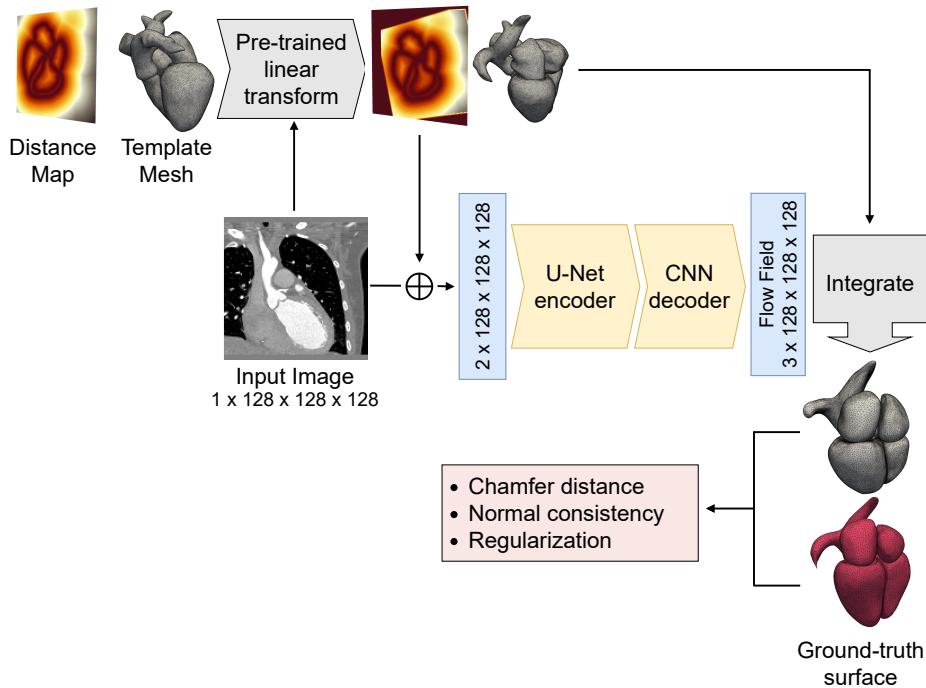 Pre-trained
linear
transform
Distance
Map
Template
Mesh
2 x 128 x 128 x 128
U-Net
encoder
CNN
decoder
Flow Field
3 x 128 x 128 x 128
Integrate
Input Image
1 x 128 x 128 x 128
• Chamfer distance
• Normal consistency
• Regularization
Ground-truth
surface